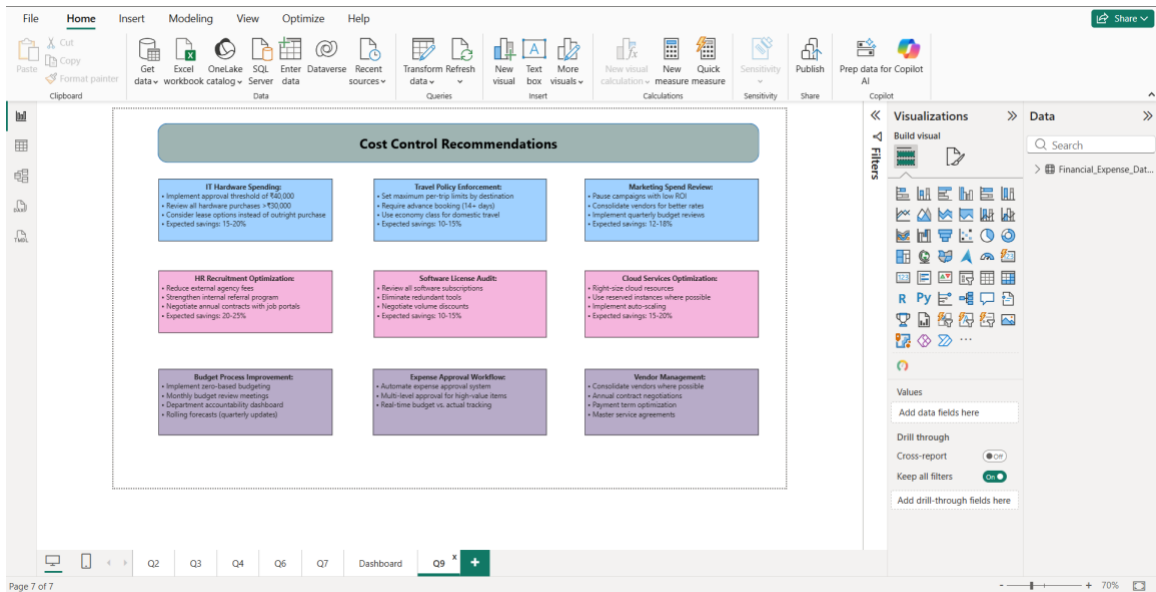 File Home Insert Modeling View Optimize Help Share
Paste
Cut
Copy
Format painter
Clipboard
Get data
Excel workbook
OneLake catalog
SQL Server
Enter data
Dataverse
Recent sources
Data
Transform data
Refresh
Queries
New visual
Text box
More visuals
Insert
New visual calculation
New measure
Quick measure
Calculations
Sensitivity
Sensitivity
Publish
Share
Prep data for AI
Copilot
Copilot
Cost Control Recommendations
IT Hardware Spending:
• Implement approval threshold of ₹40,000
• Review all hardware purchases >₹30,000
• Consider lease options instead of outright purchase
• Expected savings: 15-20%
Travel Policy Enforcement:
• Set maximum per-trip limits by destination
• Require advance booking (14+ days)
• Use economy class for domestic travel
• Expected savings: 10-15%
Marketing Spend Review:
• Pause campaigns with low ROI
• Consolidate vendors for better rates
• Implement quarterly budget reviews
• Expected savings: 12-18%
HR Recruitment Optimization:
• Reduce external agency fees
• Strengthen internal referral program
• Negotiate annual contracts with job portals
• Expected savings: 20-25%
Software License Audit:
• Review all software subscriptions
• Eliminate redundant tools
• Negotiate volume discounts
• Expected savings: 10-15%
Cloud Services Optimization:
• Right-size cloud resources
• Use reserved instances where possible
• Implement auto-scaling
• Expected savings: 15-20%
Budget Process Improvement:
• Implement zero-based budgeting
• Monthly budget review meetings
• Department accountability dashboard
• Rolling forecasts (quarterly updates)
Expense Approval Workflow:
• Automate expense approval system
• Multi-level approval for high-value items
• Real-time budget vs. actual tracking
Vendor Management:
• Consolidate vendors where possible
• Annual contract negotiations
• Payment term optimization
• Master service agreements
Filters
Visualizations
Build visual
123
R Py
Values
Add data fields here
Drill through
Cross-report Off
Keep all filters On
Add drill-through fields here
Data
Search
Financial_Expense_Dat...
Q2 Q3 Q4 Q6 Q7 Dashboard Q9 x +
Page 7 of 7
- + 70%